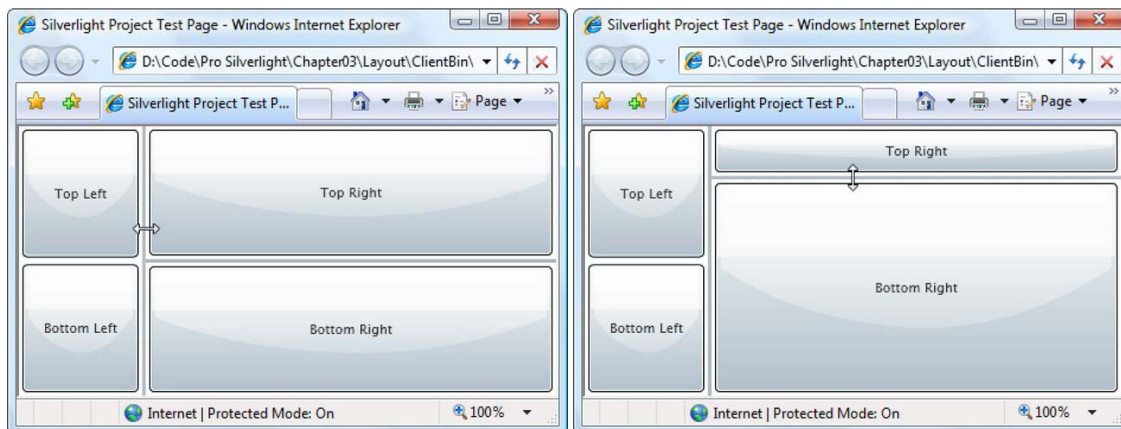 Silverlight Project Test Page - Windows Internet Explorer
D:\Code\Pro Silverlight\Chapter03\Layout\ClientBin\
Silverlight Project Test P...
Page
Top Left
Top Right
Bottom Left
Bottom Right
Internet | Protected Mode: On
100%
Silverlight Project Test Page - Windows Internet Explorer
D:\Code\Pro Silverlight\Chapter03\Layout\ClientBin\
Silverlight Project Test P...
Page
Top Right
Top Left
Bottom Right
Bottom Left
Internet | Protected Mode: On
100%